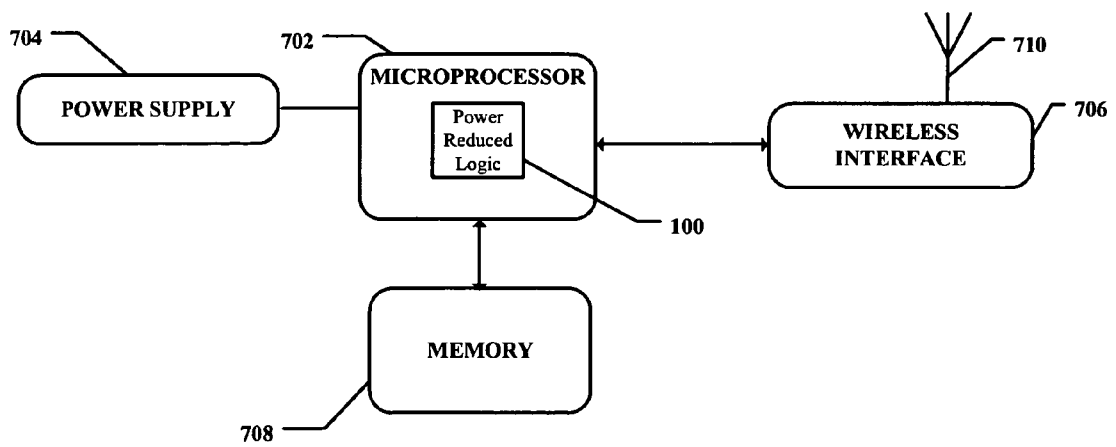 704
702
710
MICROPROCESSOR
POWER SUPPLY
Power
Reduced
Logic
WIRELESS
INTERFACE
706
100
MEMORY
708